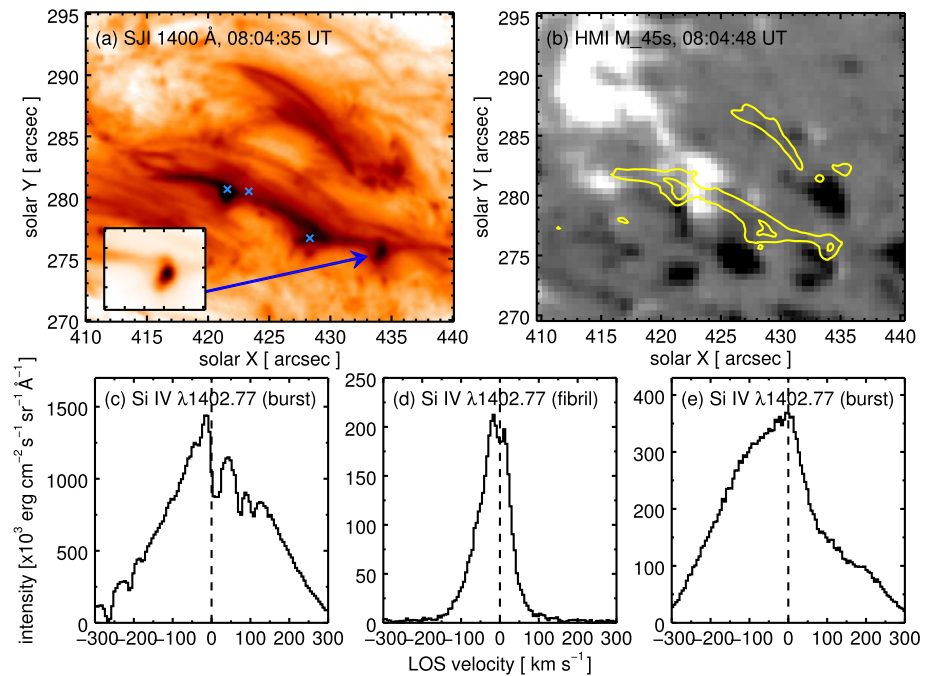 (a) SJI 1400 Å, 08:04:35 UT
(b) HMI M_45s, 08:04:48 UT
295
290
285
280
275
270
solar Y [ arcsec ]
410 415 420 425 430 435 440
solar X [ arcsec ]
295
290
285
280
275
270
solar Y [ arcsec ]
410 415 420 425 430 435 440
solar X [ arcsec ]
(c) Si IV λ1402.77 (burst)
1500
1250
1000
750
500
250
0
intensity [x10³ erg cm⁻² s⁻¹ sr⁻¹ Å⁻¹]
−300−200−100 0 100 200 300
(d) Si IV λ1402.77 (fibril)
250
200
150
100
50
0
−300−200−100 0 100 200 300
LOS velocity [ km s⁻¹ ]
(e) Si IV λ1402.77 (burst)
400
300
200
100
0
−300−200−100 0 100 200 300